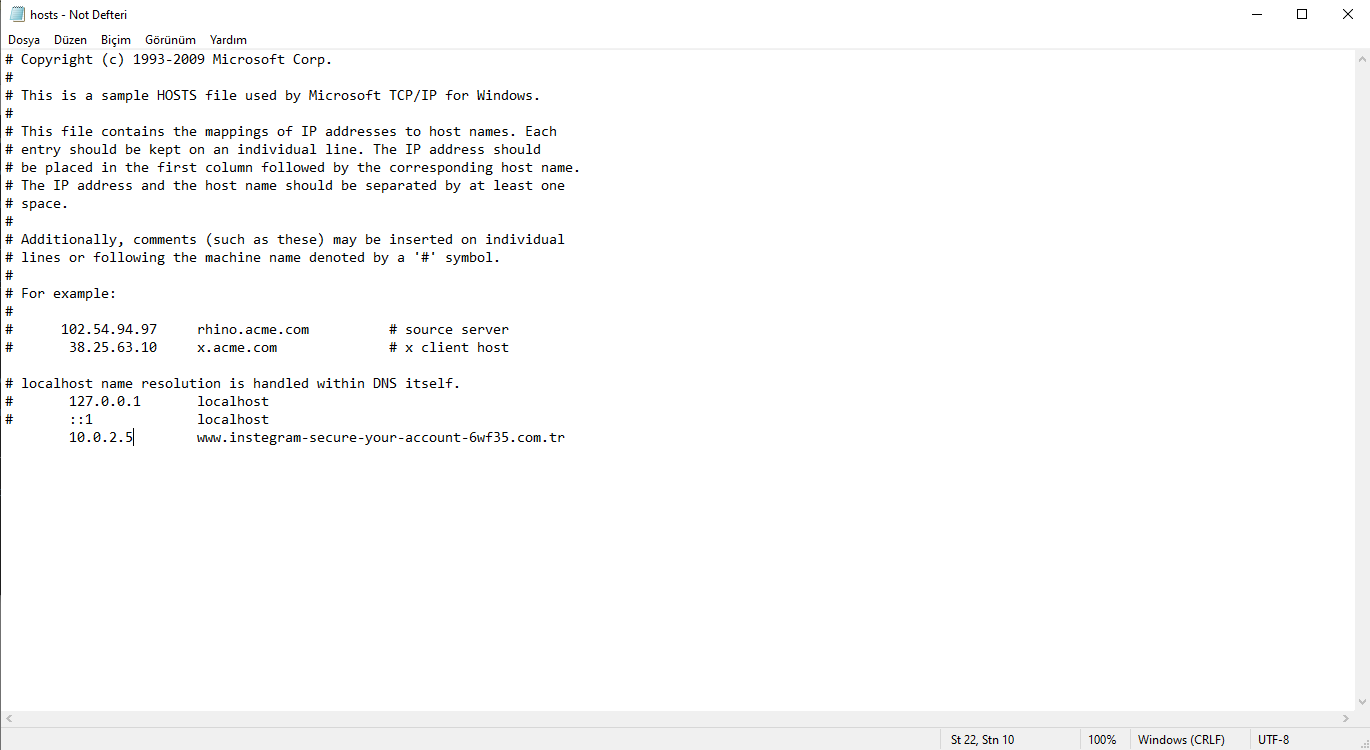 hosts - Not Defteri
Dosya Düzen Biçim Görünüm Yardım
# Copyright (c) 1993-2009 Microsoft Corp.
#
# This is a sample HOSTS file used by Microsoft TCP/IP for Windows.
#
# This file contains the mappings of IP addresses to host names. Each
# entry should be kept on an individual line. The IP address should
# be placed in the first column followed by the corresponding host name.
# The IP address and the host name should be separated by at least one
# space.
#
# Additionally, comments (such as these) may be inserted on individual
# lines or following the machine name denoted by a '#' symbol.
#
# For example:
#
#      102.54.94.97     rhino.acme.com          # source server
#       38.25.63.10     x.acme.com              # x client host
# localhost name resolution is handled within DNS itself.
#       127.0.0.1       localhost
#       ::1             localhost
        10.0.2.5        www.instegram-secure-your-account-6wf35.com.tr
St 22, Stn 10 100% Windows (CRLF) UTF-8